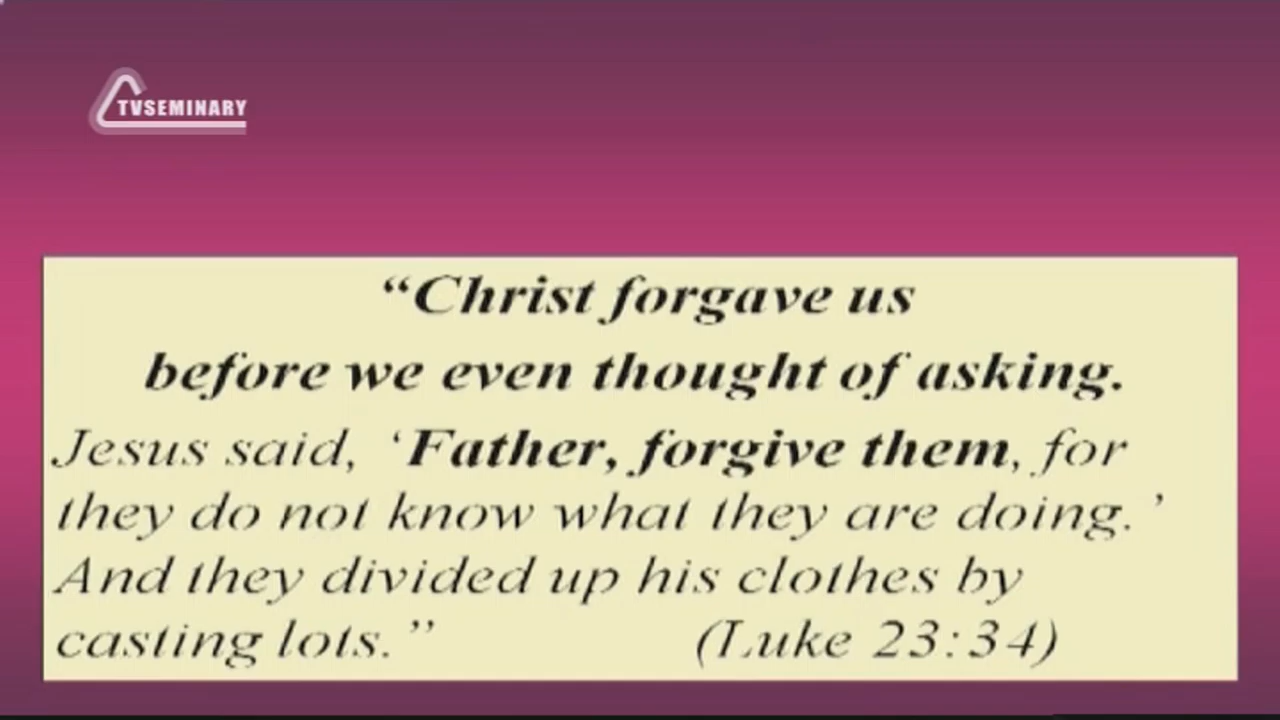 TVSEMINARY
“Christ forgave us
before we even thought of asking.
Jesus said, ‘Father, forgive them, for
they do not know what they are doing.’
And they divided up his clothes by
casting lots.” (Luke 23:34)